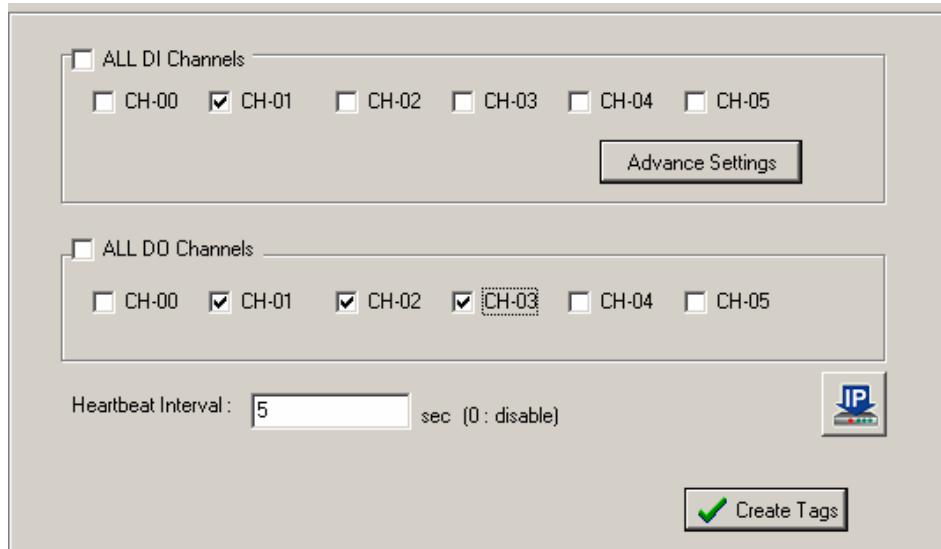 ALL DI Channels
CH-00 CH-01 CH-02 CH-03 CH-04 CH-05
Advance Settings
ALL DO Channels
CH-00 CH-01 CH-02 CH-03 CH-04 CH-05
Heartbeat Interval : 5 sec (0 : disable)
IP
Create Tags